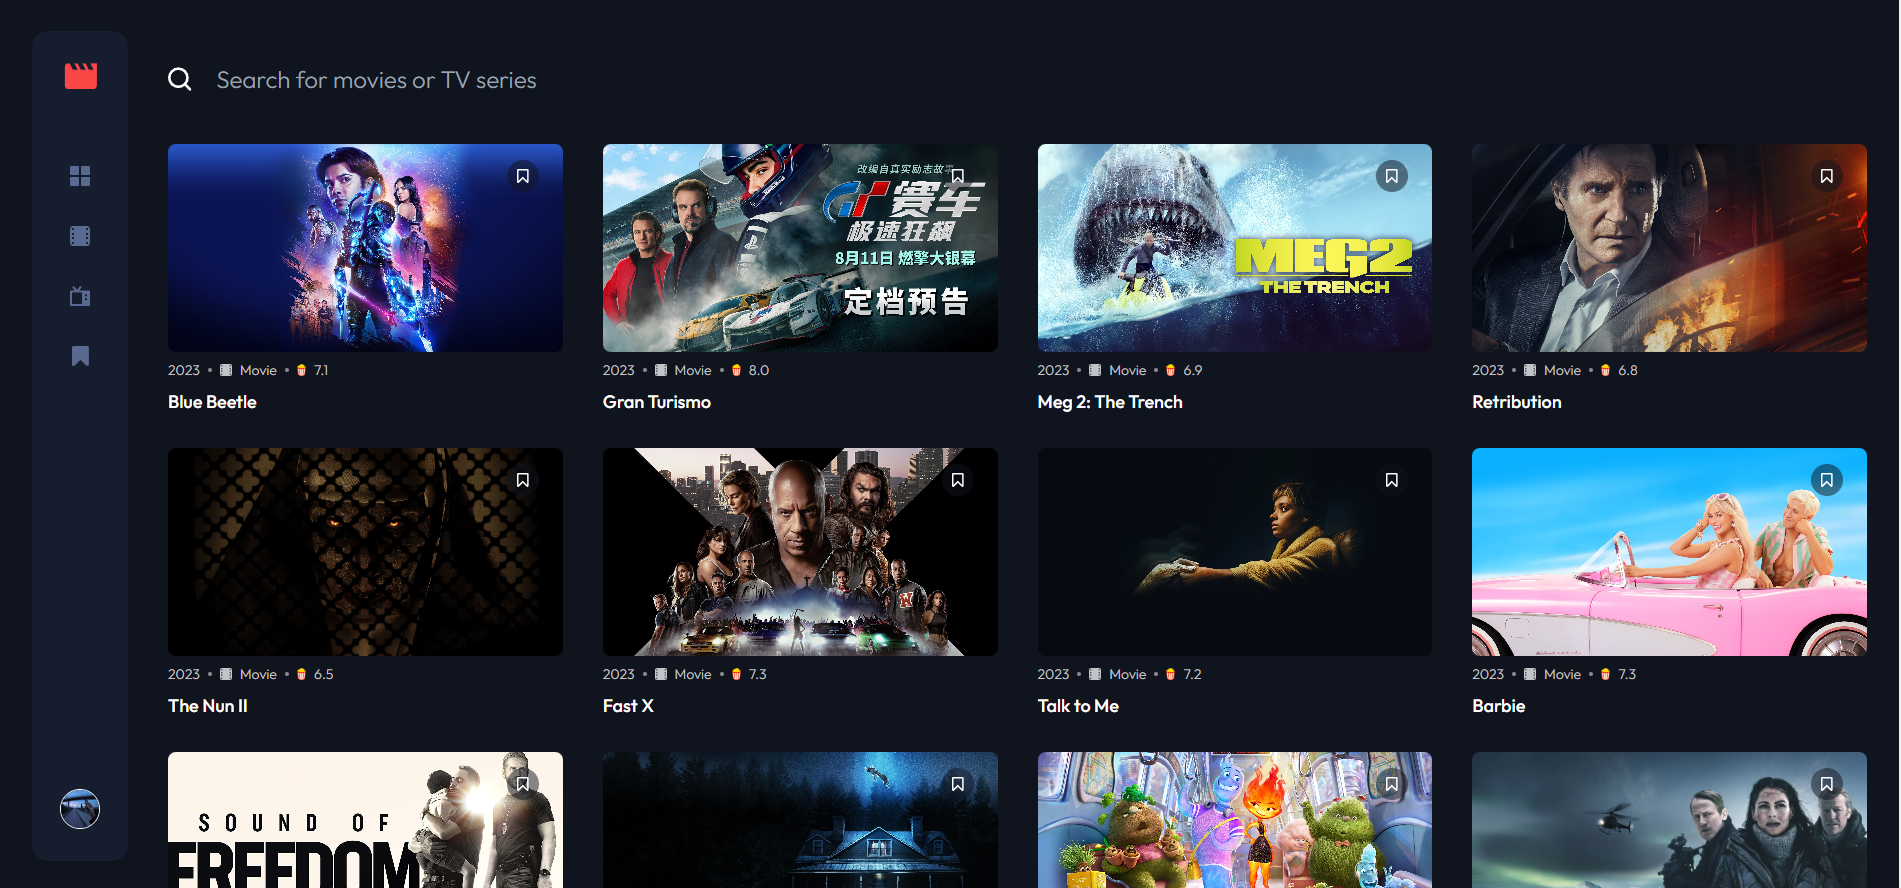 Search for movies or TV series
改编自真实励志故事
GT赛车
极速狂飙
8月11日 燃擎大银幕
定档预告
MEG2
THE TRENCH
2023 • Movie • 7.1
Blue Beetle
2023 • Movie • 8.0
Gran Turismo
2023 • Movie • 6.9
Meg 2: The Trench
2023 • Movie • 6.8
Retribution
W
2023 • Movie • 6.5
The Nun II
2023 • Movie • 7.3
Fast X
2023 • Movie • 7.2
Talk to Me
2023 • Movie • 7.3
Barbie
SOUND OF
FREEDOM